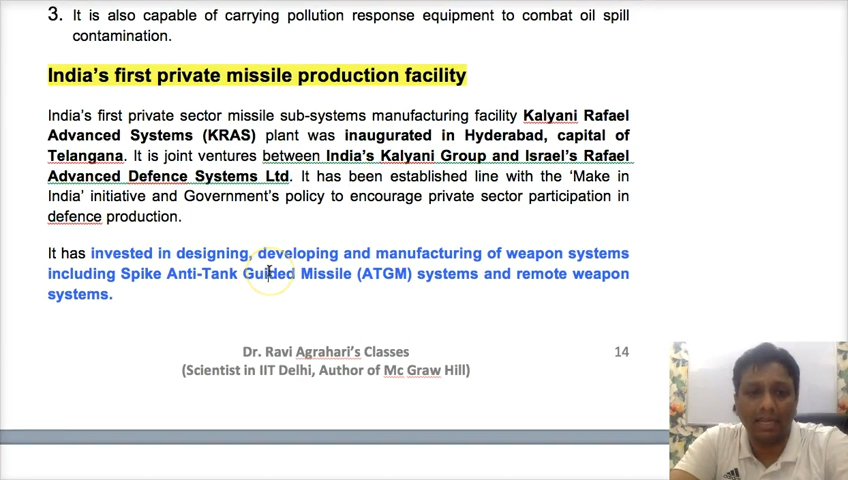 3. It is also capable of carrying pollution response equipment to combat oil spill
contamination.
India's first private missile production facility
India's first private sector missile sub-systems manufacturing facility Kalyani Rafael
Advanced Systems (KRAS) plant was inaugurated in Hyderabad, capital of
Telangana. It is joint ventures between India's Kalyani Group and Israel's Rafael
Advanced Defence Systems Ltd. It has been established line with the 'Make in
India' initiative and Government's policy to encourage private sector participation in
defence production.
It has invested in designing, developing and manufacturing of weapon systems
including Spike Anti-Tank Guided Missile (ATGM) systems and remote weapon
systems.
Dr. Ravi Agrahari's Classes 14
(Scientist in IIT Delhi, Author of Mc Graw Hill)